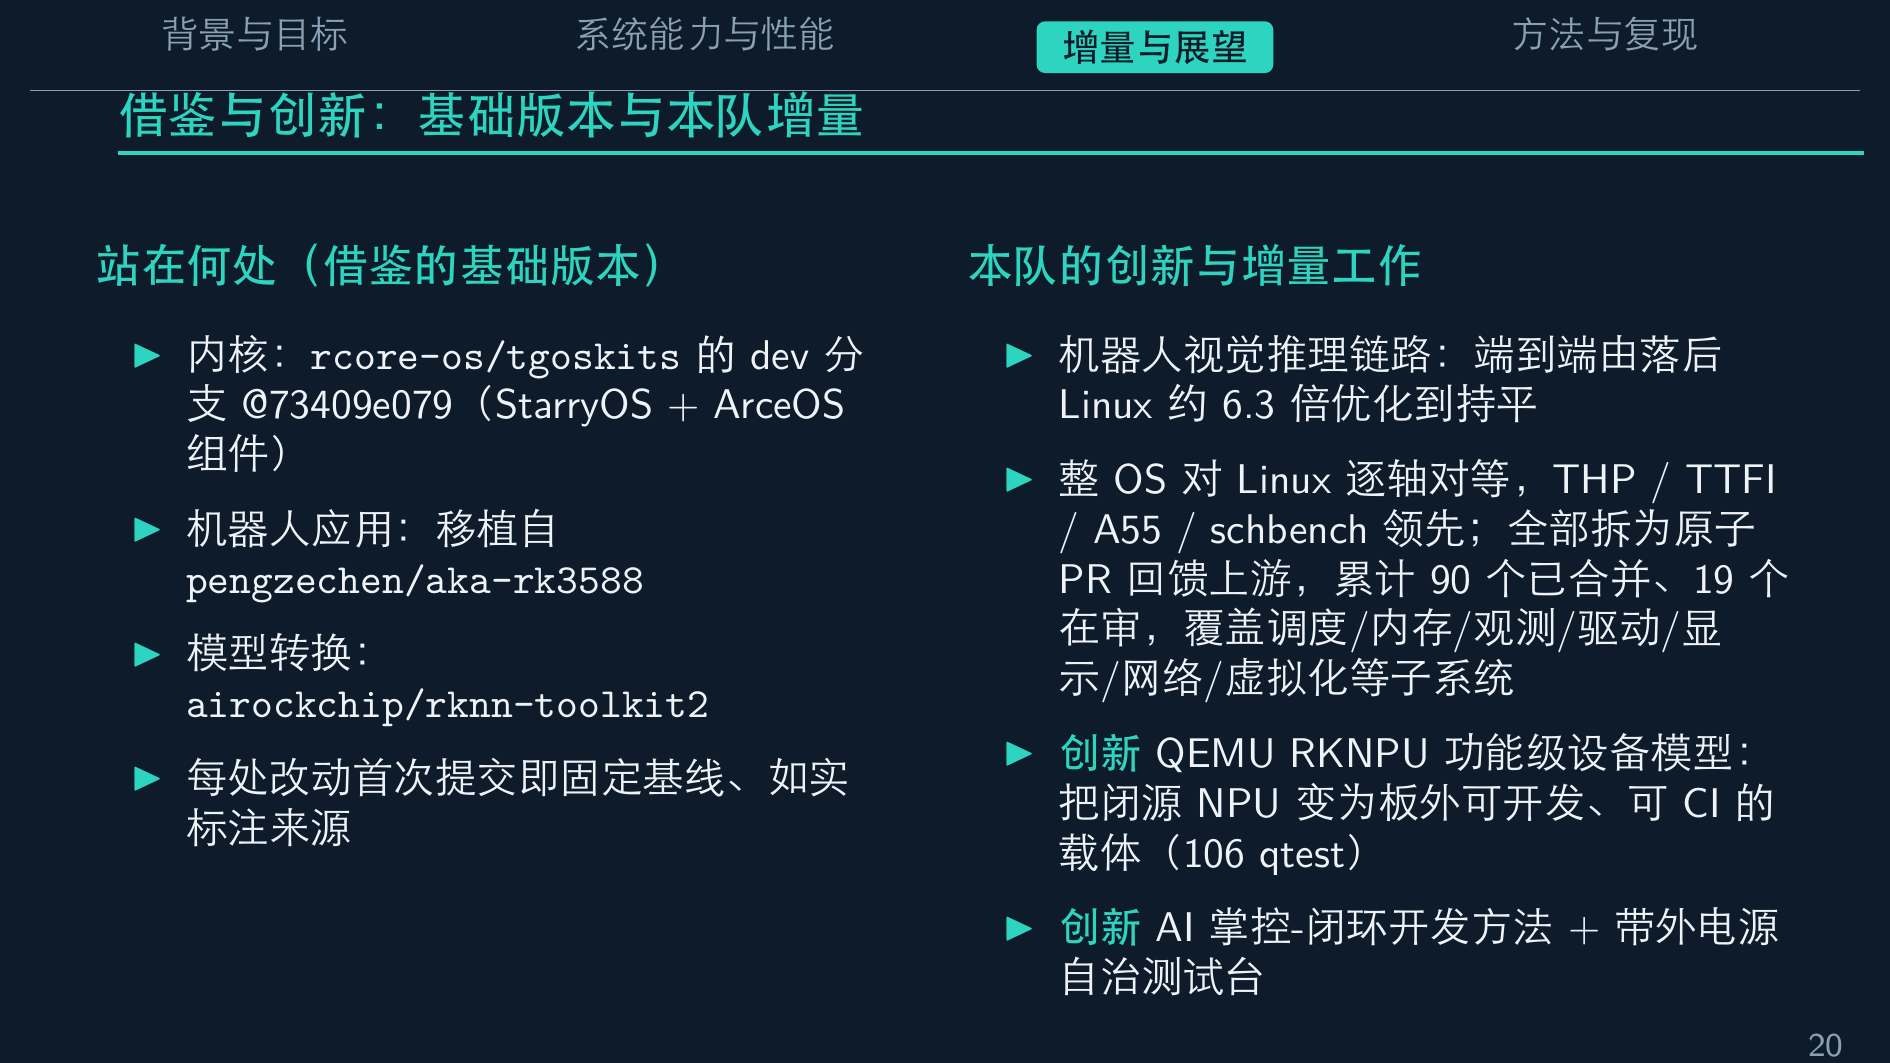 背景与目标
系统能力与性能
增量与展望
方法与复现
借鉴与创新：基础版本与本队增量
站在何处（借鉴的基础版本）
内核：rcore-os/tgoskits 的 dev 分
支 @73409e079（StarryOS + ArceOS
组件）
机器人应用：移植自
pengzechen/aka-rk3588
模型转换：
airockchip/rknn-toolkit2
每处改动首次提交即固定基线、如实
标注来源
本队的创新与增量工作
机器人视觉推理链路：端到端由落后
Linux 约 6.3 倍优化到持平
整 OS 对 Linux 逐轴对等，THP / TTFI
/ A55 / schbench 领先；全部拆为原子
PR 回馈上游，累计 90 个已合并、19 个
在审，覆盖调度/内存/观测/驱动/显
示/网络/虚拟化等子系统
创新 QEMU RKNPU 功能级设备模型：
把闭源 NPU 变为板外可开发、可 CI 的
载体（106 qtest）
创新 AI 掌控-闭环开发方法 + 带外电源
自治测试台
20